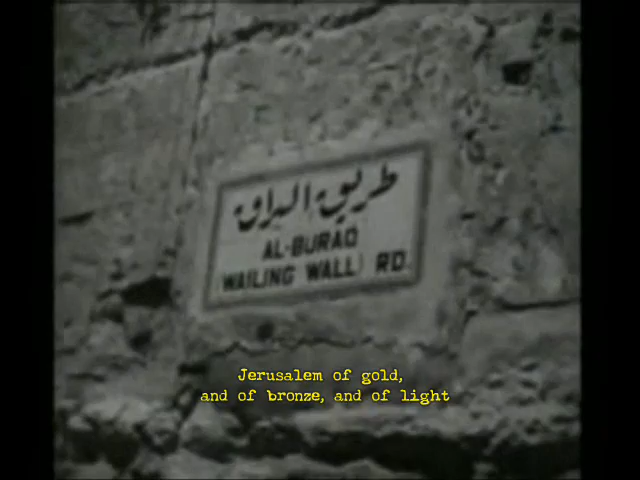 طريق البراق
AL-BURAQ
(WAILING WALL) RD.
Jerusalem of gold,
and of bronze, and of light